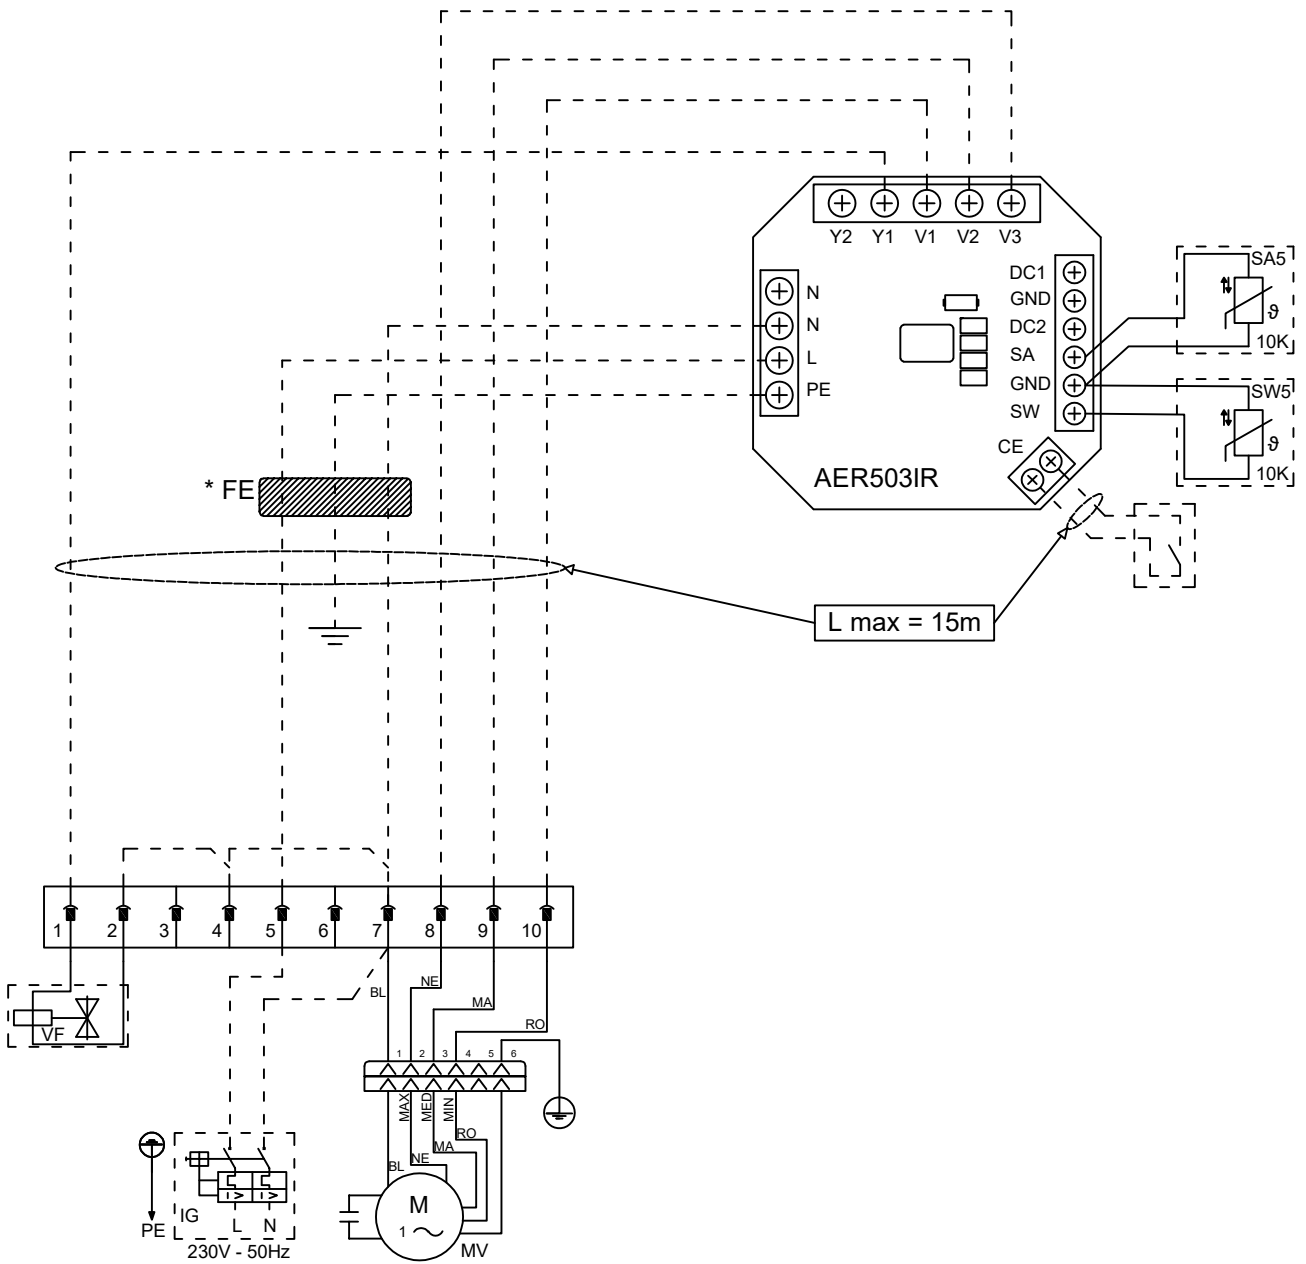 Y2 Y1 V1 V2 V3
N
N
L
PE
DC1
GND
DC2
SA
GND
SW
CE
AER503IR
SA5
ϑ
10K
SW5
ϑ
10K
* FE
L max = 15m
1 2 3 4 5 6 7 8 9 10
VF
BL
NE
MA
RO
1 2 3 4 5 6
MAX
MED
MIN
RO
MA
NE
BL
M
1
MV
PE
IG
L N
230V - 50Hz